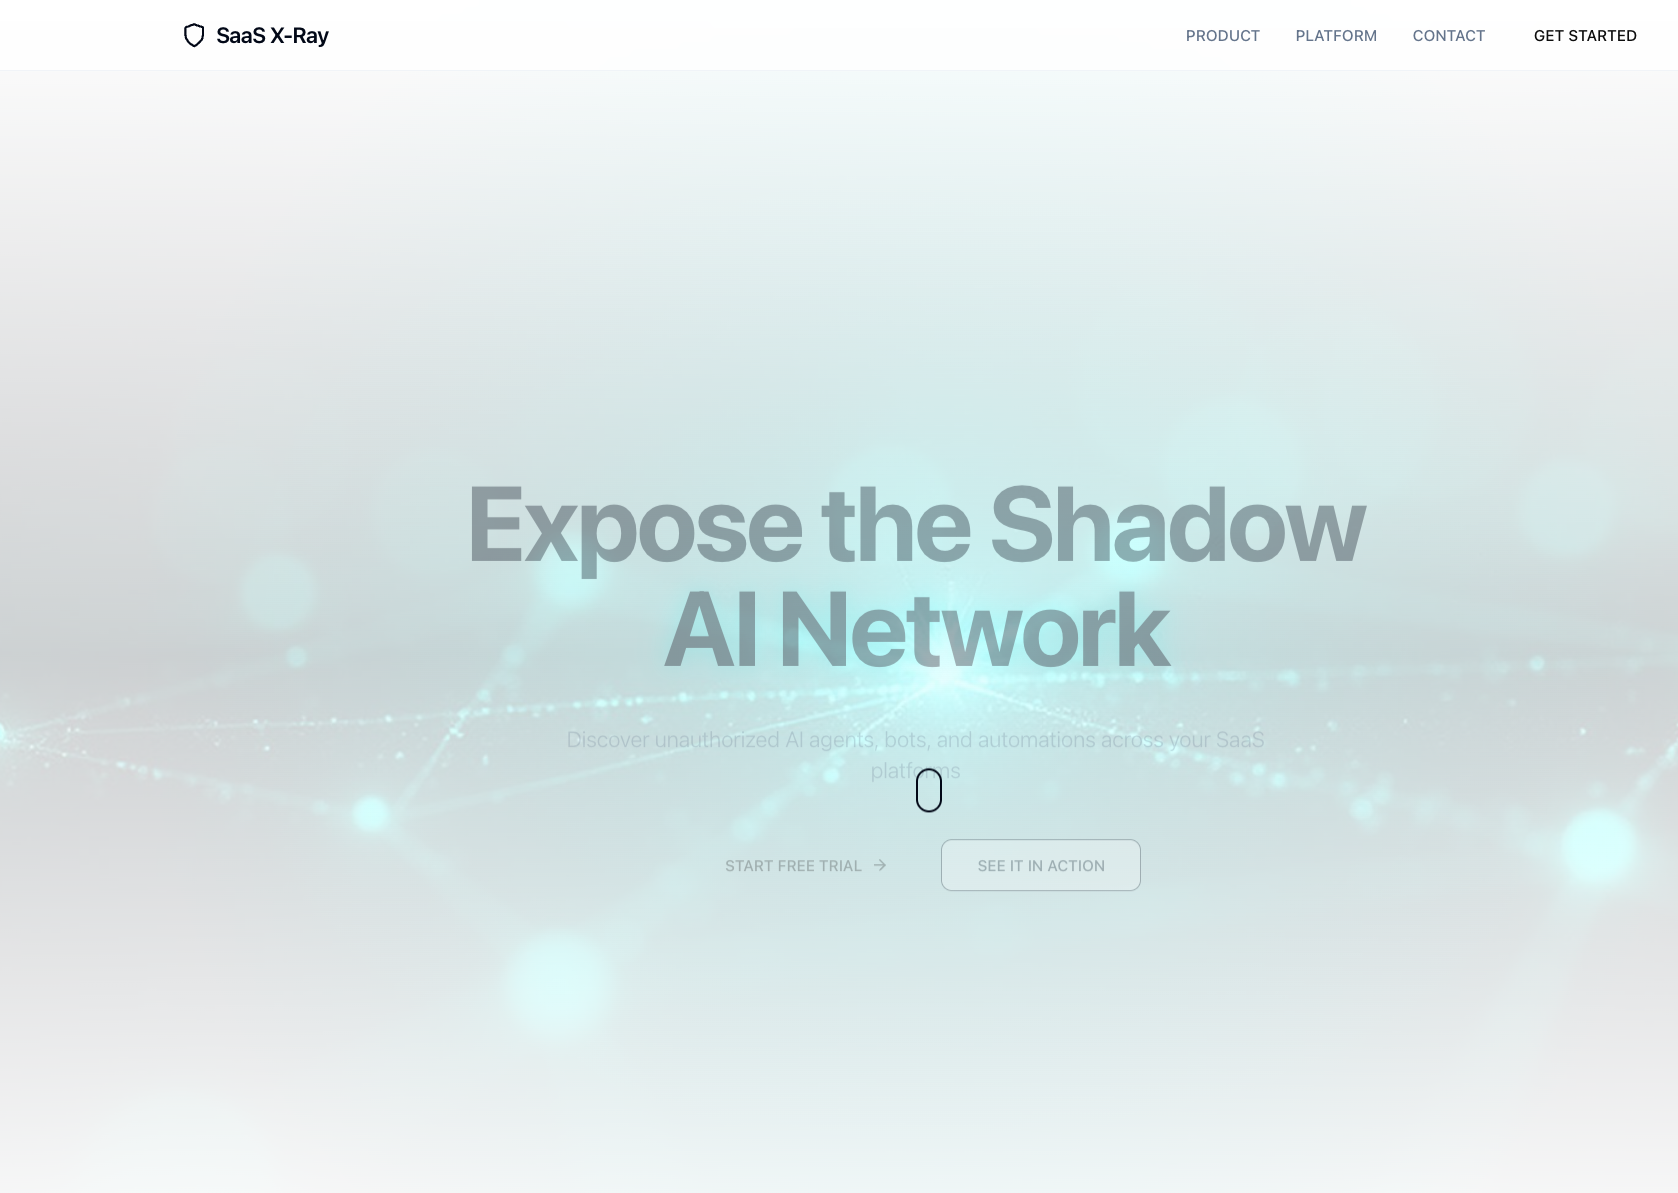 SaaS X-Ray
PRODUCT PLATFORM CONTACT GET STARTED
Expose the Shadow
AI Network
Discover unauthorized AI agents, bots, and automations across your SaaS
platforms
START FREE TRIAL →
SEE IT IN ACTION